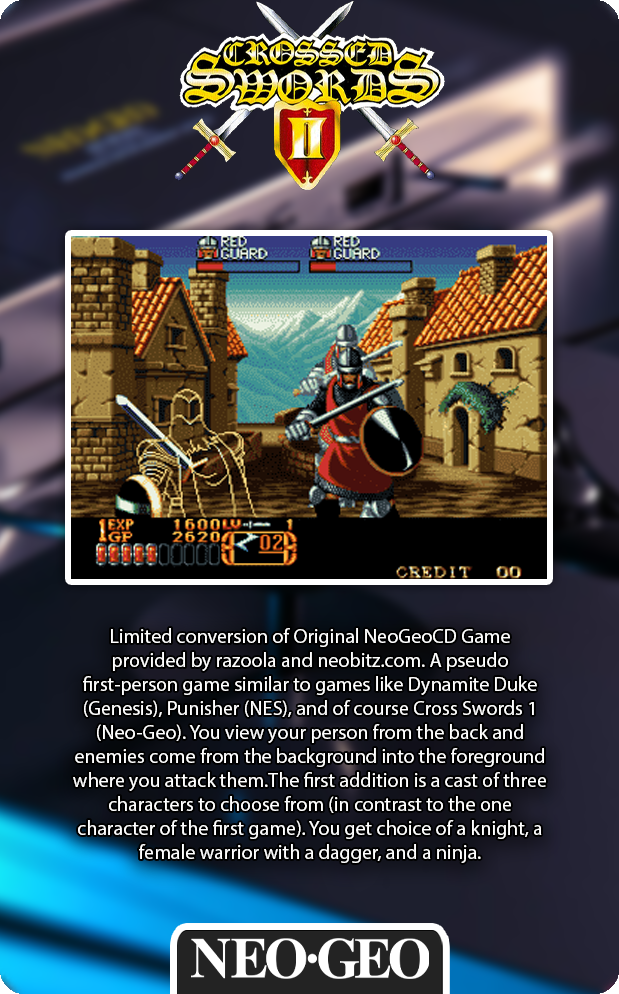 CROSSED
SWORDS
II
RED
GUARD
RED
GUARD
1 EXP 1600 LV 1
GP 2620
02
CREDIT 00
Limited conversion of Original NeoGeoCD Game
provided by razoola and neobitz.com. A pseudo
first-person game similar to games like Dynamite Duke
(Genesis), Punisher (NES), and of course Cross Swords 1
(Neo-Geo). You view your person from the back and
enemies come from the background into the foreground
where you attack them.The first addition is a cast of three
characters to choose from (in contrast to the one
character of the first game). You get choice of a knight, a
female warrior with a dagger, and a ninja.
NEO•GEO